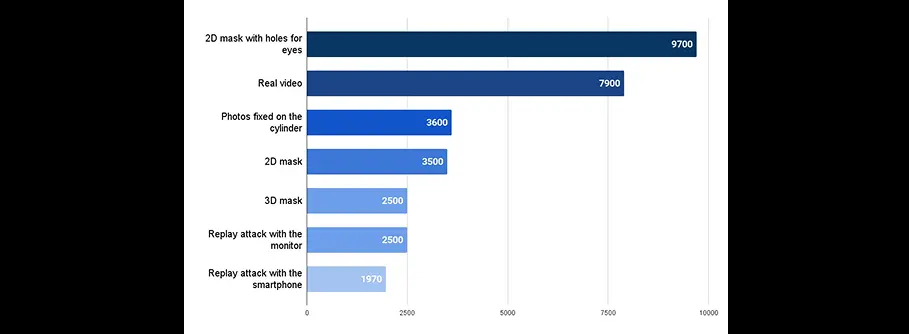 2D mask with holes for
eyes
9700
Real video
7900
Photos fixed on the
cylinder
3600
2D mask
3500
3D mask
2500
Replay attack with the
monitor
2500
Replay attack with the
smartphone
1970
0 2500 5000 7500 10000